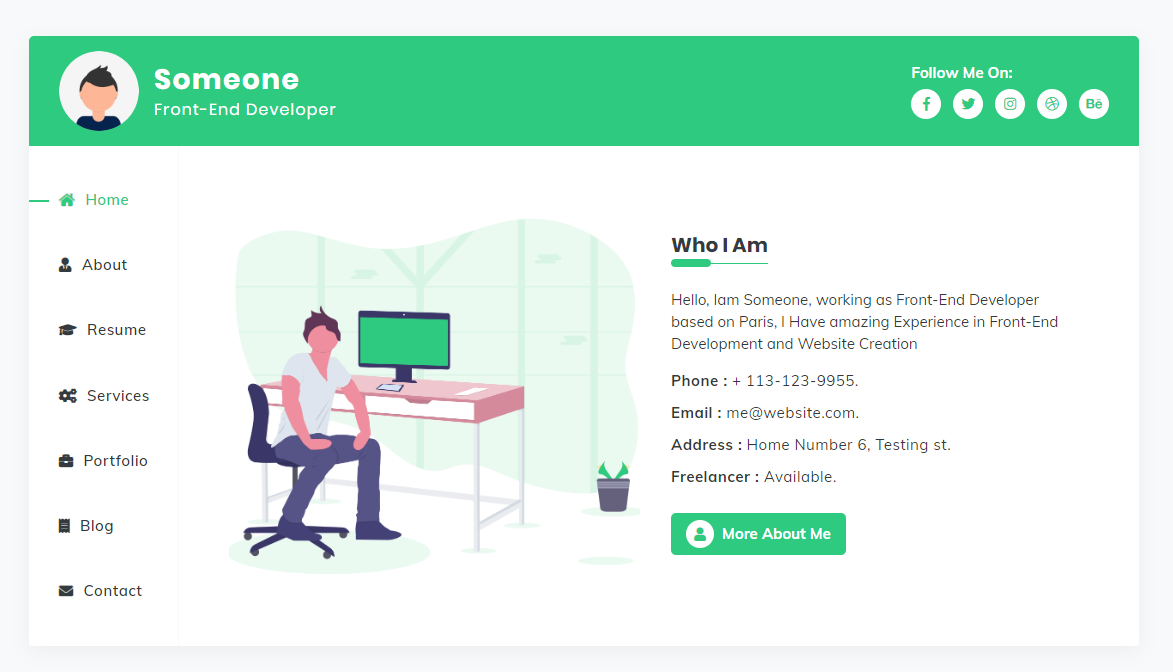 Someone
Front-End Developer
Follow Me On:
Bē
Home
About
Resume
Services
Portfolio
Blog
Contact
Who I Am
Hello, Iam Someone, working as Front-End Developer
based on Paris, I Have amazing Experience in Front-End
Development and Website Creation
Phone : + 113-123-9955.
Email : me@website.com.
Address : Home Number 6, Testing st.
Freelancer : Available.
More About Me